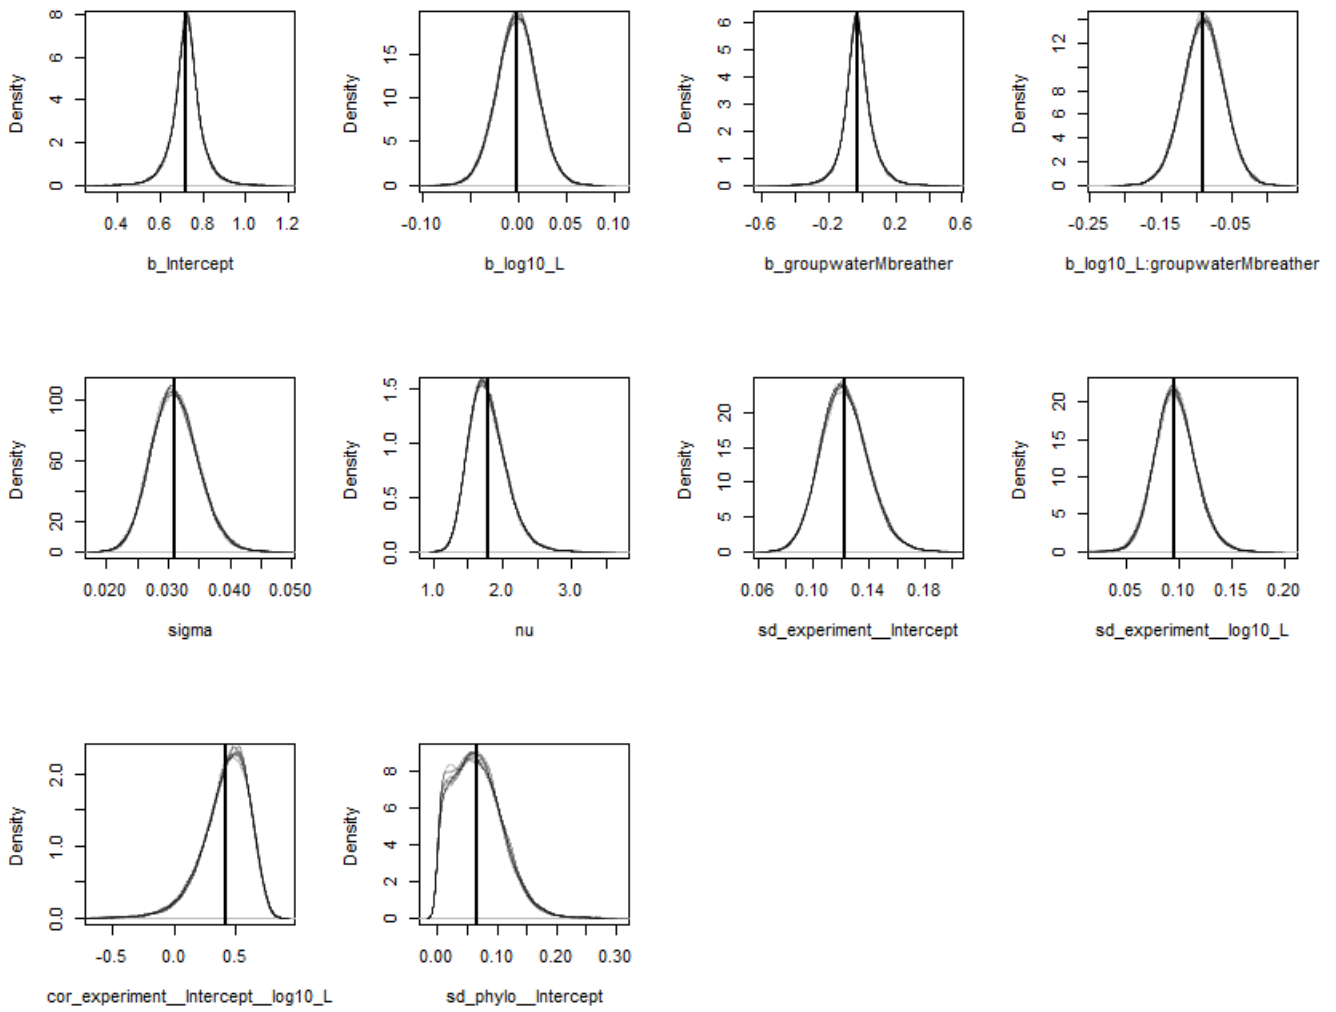 Density
8
6
4
2
0
0.4 0.6 0.8 1.0 1.2
b_Intercept
Density
15
10
5
0
-0.10 0.00 0.05 0.10
b_log10_L
Density
6
5
4
3
2
1
0
-0.6 -0.2 0.2 0.6
b_groupwaterMbreather
Density
12
8
6
4
2
0
-0.25 -0.15 -0.05
b_log10_L:groupwaterMbreather
Density
100
60
20
0
0.020 0.030 0.040 0.050
sigma
Density
1.5
1.0
0.5
0.0
1.0 2.0 3.0
nu
Density
20
15
10
5
0
0.06 0.10 0.14 0.18
sd_experiment__Intercept
Density
20
15
10
5
0
0.05 0.10 0.15 0.20
sd_experiment__log10_L
Density
2.0
1.0
0.0
-0.5 0.0 0.5
cor_experiment__Intercept__log10_L
Density
8
6
4
2
0
0.00 0.10 0.20 0.30
sd_phylo__Intercept